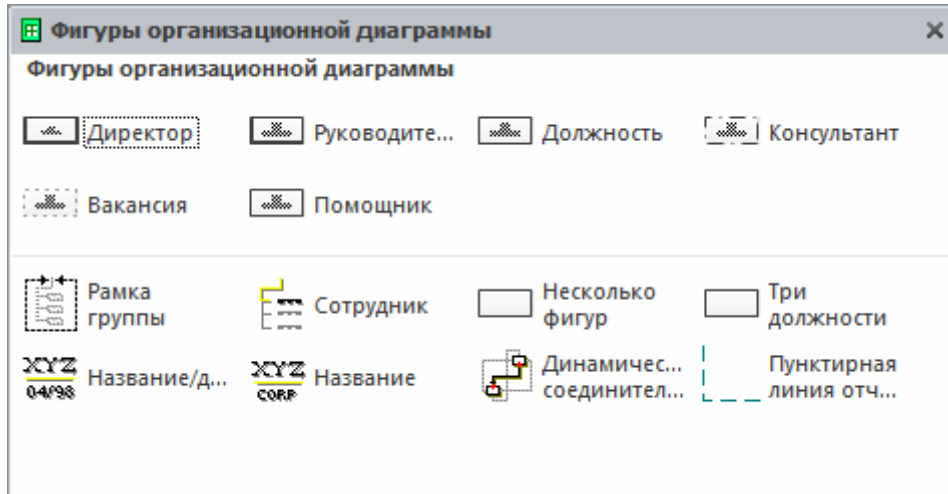 Фигуры организационной диаграммы
Фигуры организационной диаграммы
Директор
Руководите...
Должность
Консультант
Вакансия
Помощник
Рамка
группы
Сотрудник
Несколько
фигур
Три
должности
XYZ
04/98
Название/д...
XYZ
CORP
Название
Динамичес...
соединител...
Пунктирная
линия отч...